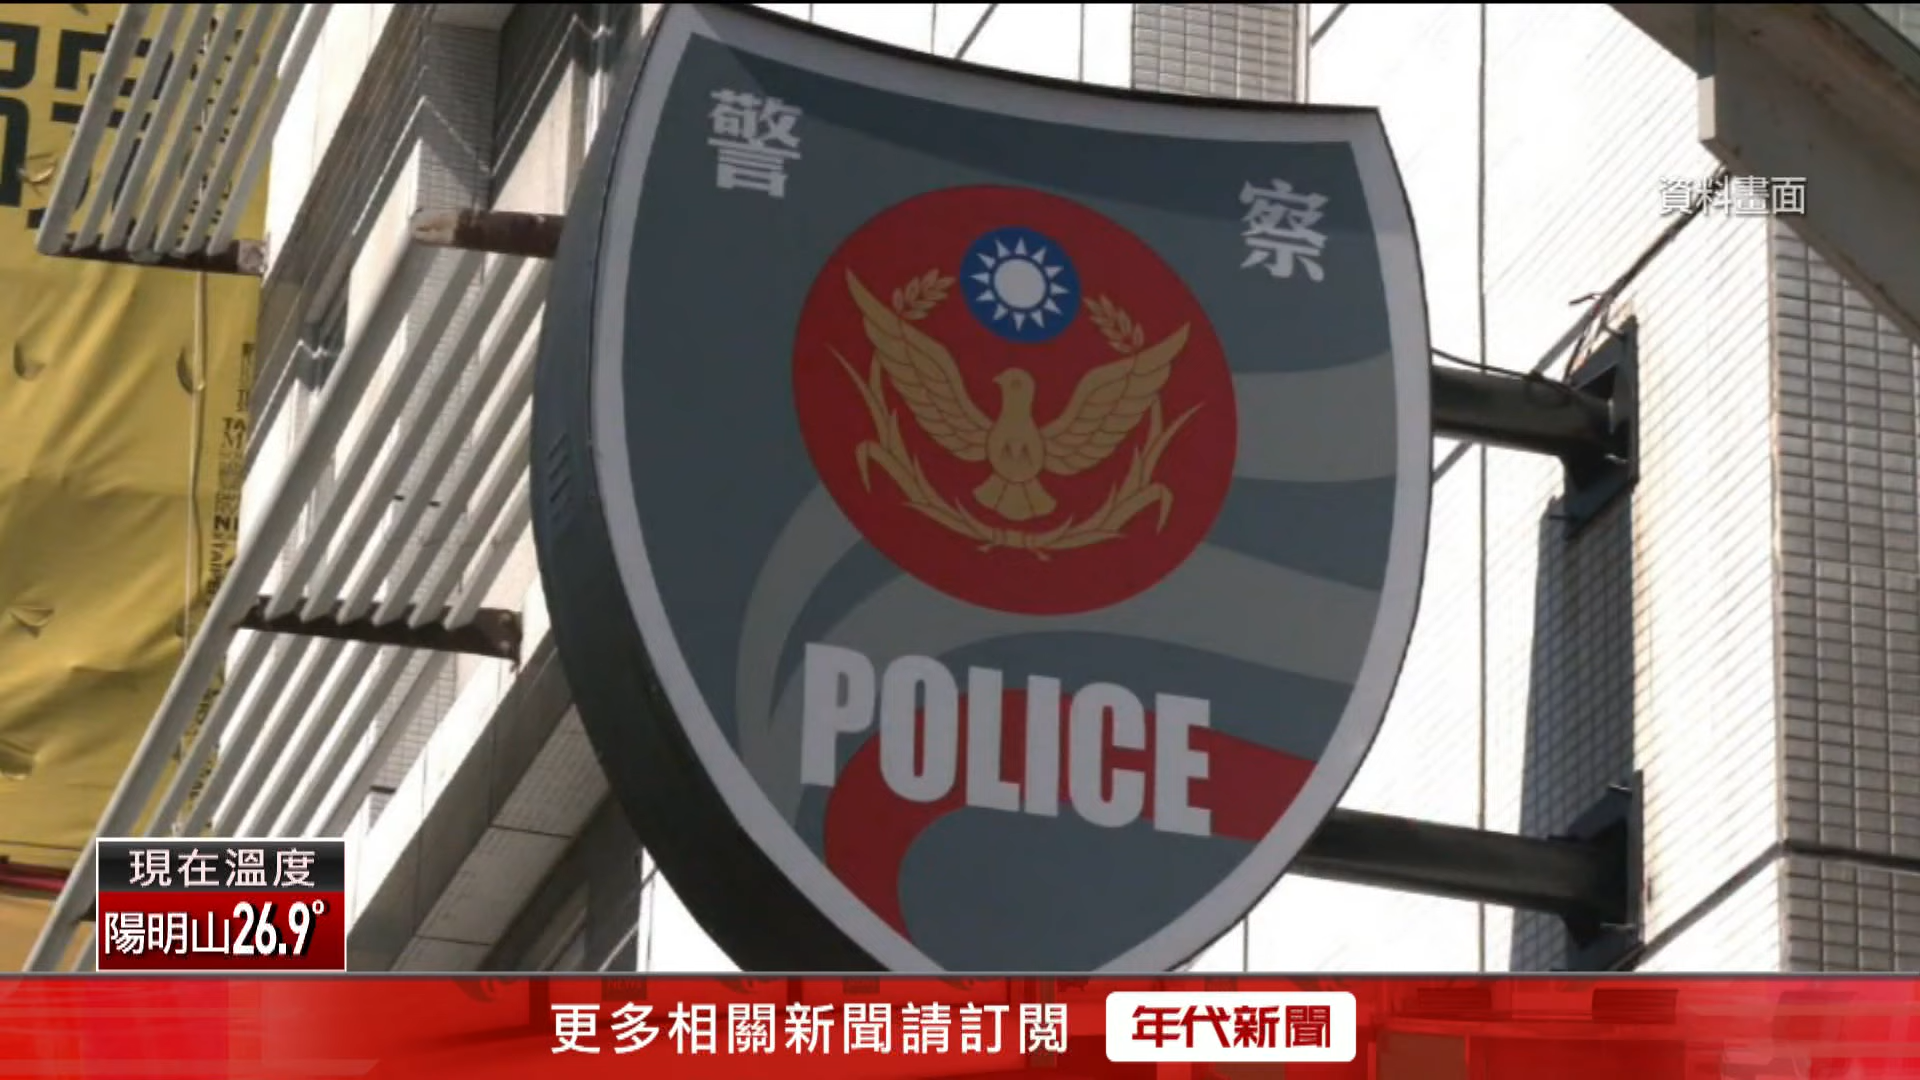 警 察
資料畫面
POLICE
現在溫度
陽明山26.9°
更多相關新聞請訂閱 年代新聞